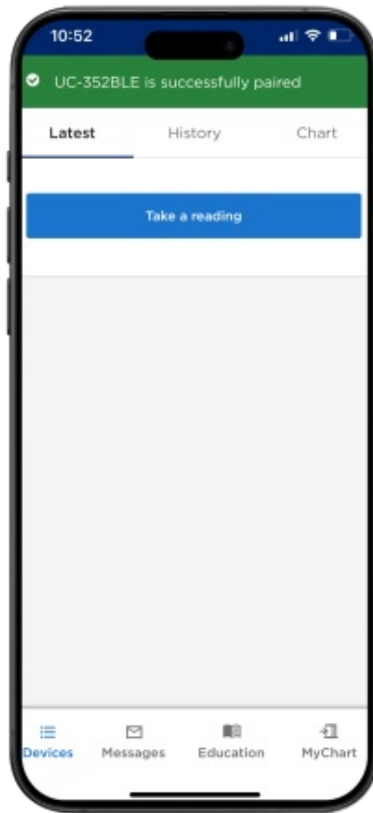 10:52
UC-352BLE is successfully paired
Latest History Chart
Take a reading
Devices Messages Education MyChart